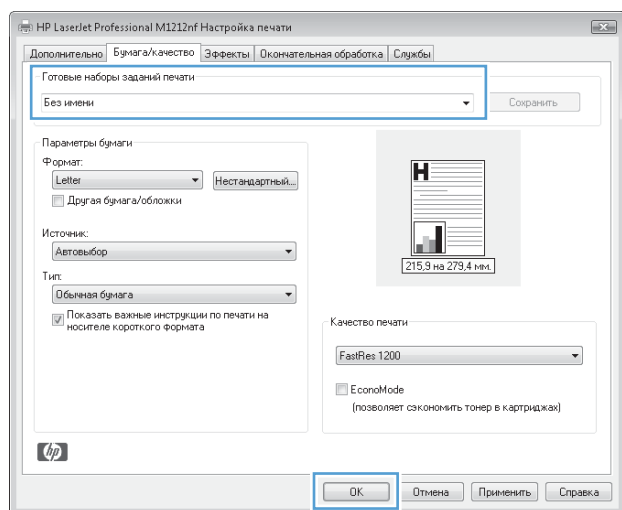 HP LaserJet Professional M1212nf Настройка печати
Дополнительно Бумага/качество Эффекты Окончательная обработка Службы
Готовые наборы заданий печати
Без имени
Сохранить
Параметры бумаги
Формат:
Letter
Нестандартный...
Другая бумага/обложки
Источник:
Автовыбор
Тип:
Обычная бумага
Показать важные инструкции по печати на
носителе короткого формата
H
215,9 на 279,4 мм.
Качество печати
FastRes 1200
EconoMode
(позволяет сэкономить тонер в картриджах)
hp
OK Отмена Применить Справка